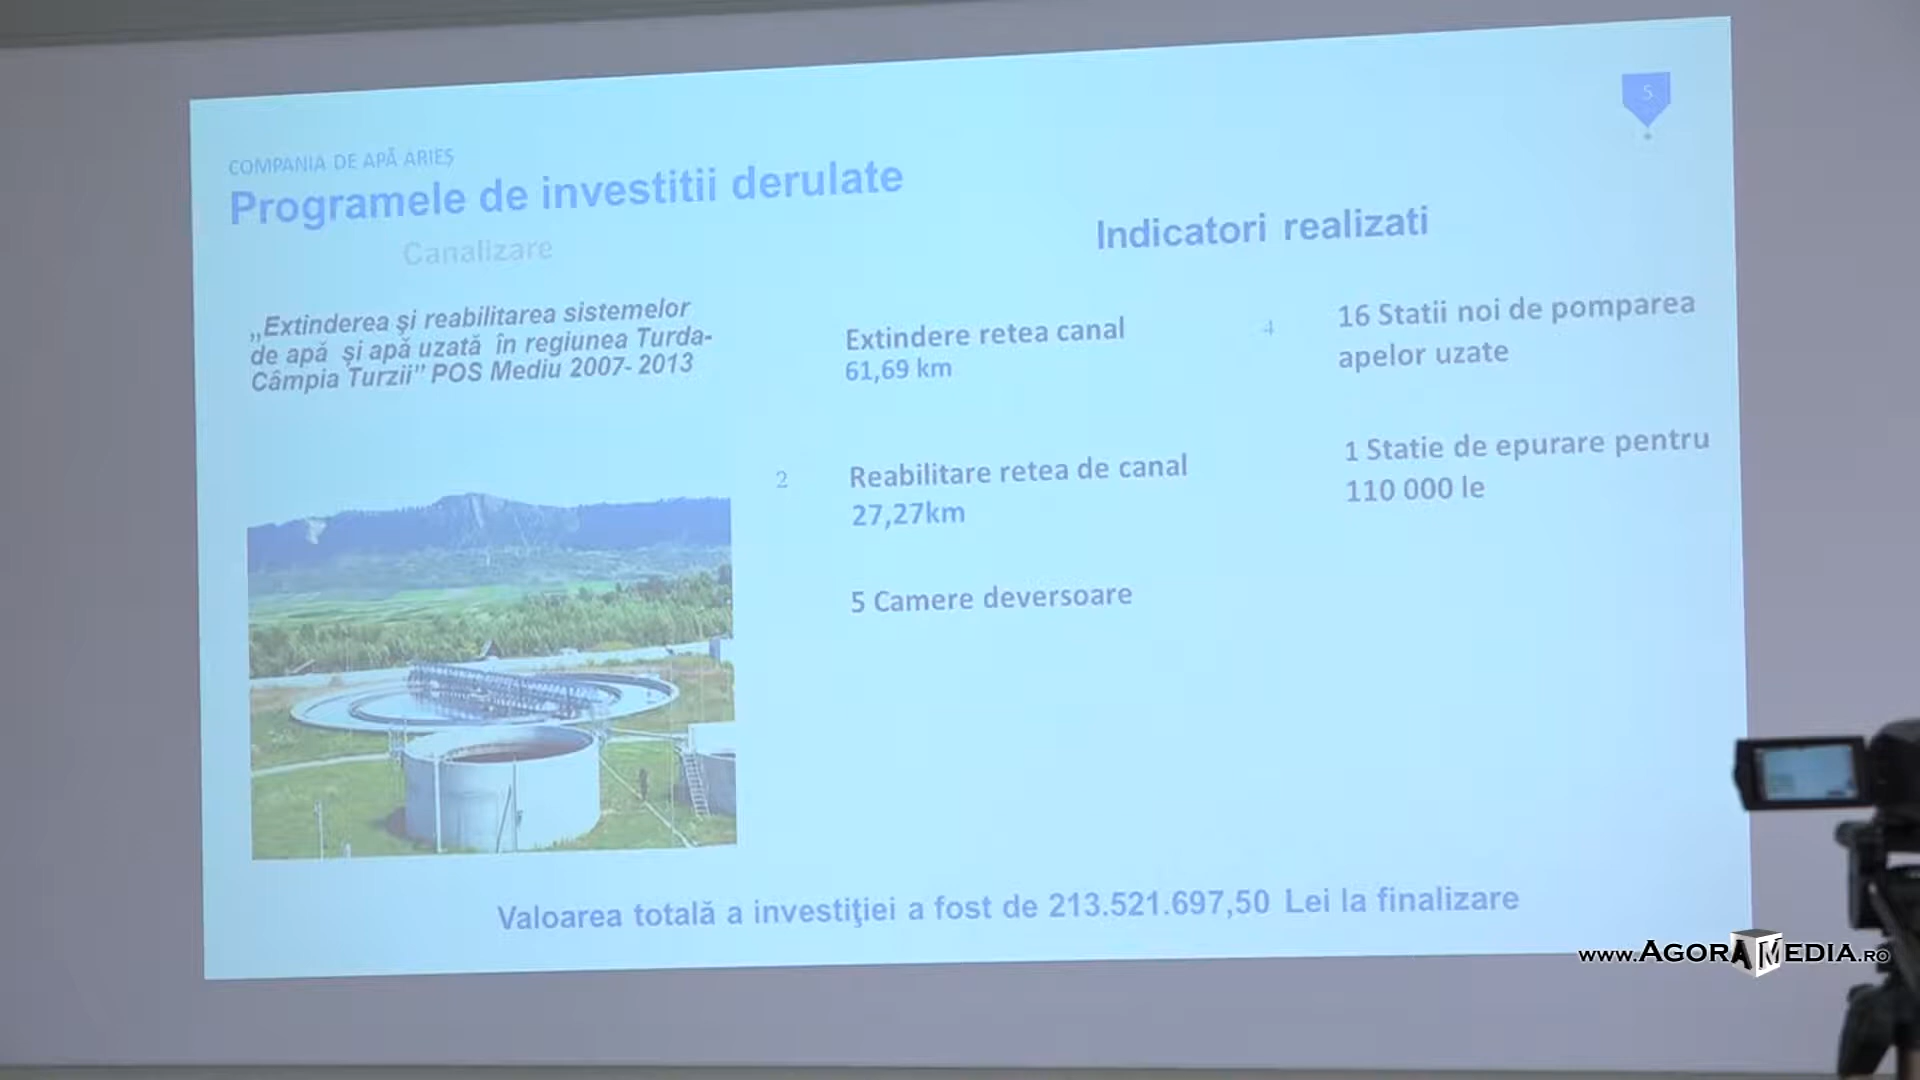 5
COMPANIA DE APĂ ARIEȘ
Programele de investitii derulate
Canalizare
Indicatori realizati
„Extinderea şi reabilitarea sistemelor
de apă şi apă uzată în regiunea Turda-
Câmpia Turzii” POS Mediu 2007- 2013
Extindere retea canal
61,69 km
2
Reabilitare retea de canal
27,27km
5 Camere deversoare
4
16 Statii noi de pomparea
apelor uzate
1 Statie de epurare pentru
110 000 le
Valoarea totală a investiţiei a fost de 213.521.697,50 Lei la finalizare
www.AGORAMEDIA.RO